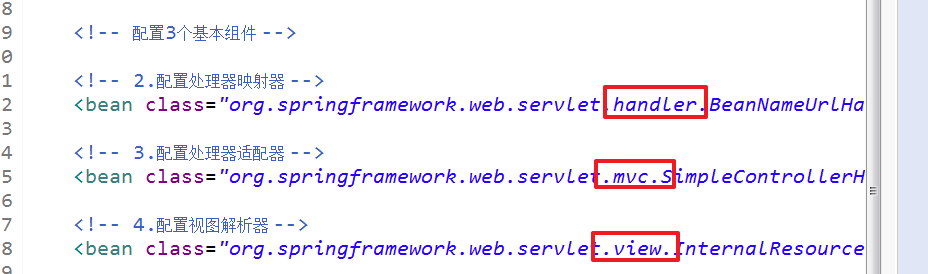 8
9 <!-- 配置3个基本组件 -->
0
1 <!-- 2.配置处理器映射器 -->
2 <bean class="org.springframework.web.servlet.handler.BeanNameUrlHa
3
4 <!-- 3.配置处理器适配器 -->
5 <bean class="org.springframework.web.servlet.mvc.SimpleControllerH
6
7 <!-- 4.配置视图解析器 -->
8 <bean class="org.springframework.web.servlet.view.InternalResource